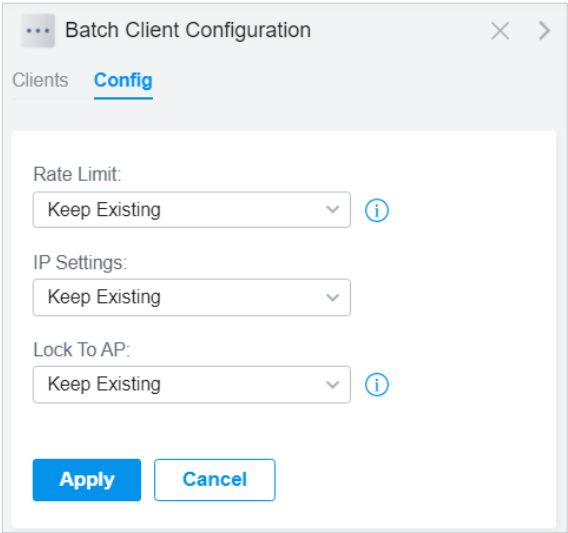 Batch Client Configuration
Clients Config
Rate Limit:
Keep Existing
IP Settings:
Keep Existing
Lock To AP:
Keep Existing
Apply Cancel